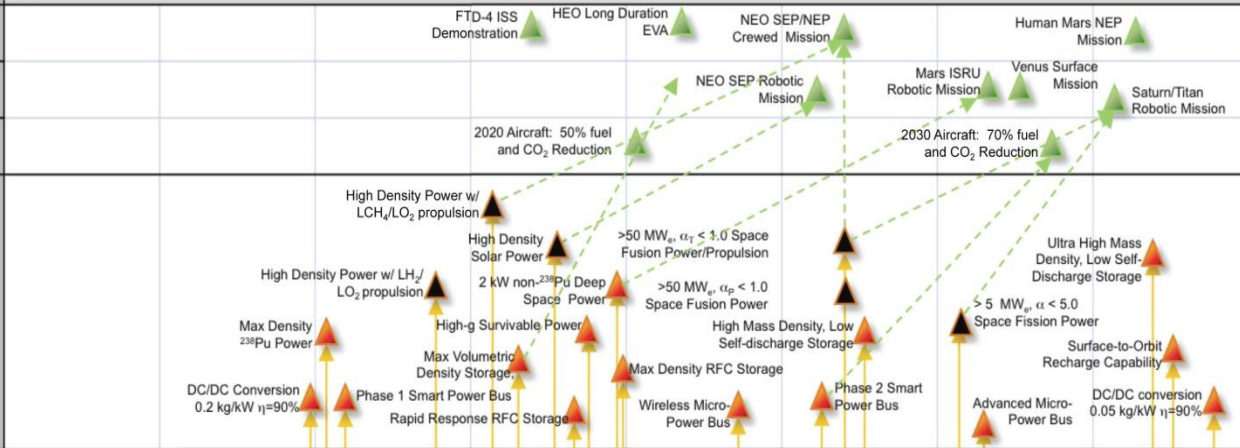 FTD-4 ISS
Demonstration
HEO Long Duration
EVA
NEO SEP/NEP
Crewed Mission
Human Mars NEP
Mission
NEO SEP Robotic
Mission
Mars ISRU
Robotic Mission
Venus Surface
Mission
Saturn/Titan
Robotic Mission
2020 Aircraft: 50% fuel
and CO₂ Reduction
2030 Aircraft: 70% fuel
and CO₂ Reduction
High Density Power w/
LCH₄/LO₂ propulsion
High Density
Solar Power
>50 MWₑ, α_T < 1.0 Space
Fusion Power/Propulsion
Ultra High Mass
Density, Low Self-
Discharge Storage
High Density Power w/ LH₂/
LO₂ propulsion
2 kW non-²³⁸Pu Deep
Space Power
>50 MWₑ, α_P < 1.0
Space Fusion Power
> 5 MWₑ, α < 5.0
Space Fission Power
Max Density
²³⁸Pu Power
High-g Survivable Power
High Mass Density, Low
Self-discharge Storage
Surface-to-Orbit
Recharge Capability
Max Volumetric
Density Storage,
Max Density RFC Storage
DC/DC Conversion
0.2 kg/kW η=90%
Phase 1 Smart Power Bus
Rapid Response RFC Storage
Wireless Micro-
Power Bus
Phase 2 Smart
Power Bus
Advanced Micro-
Power Bus
DC/DC conversion
0.05 kg/kW η=90%